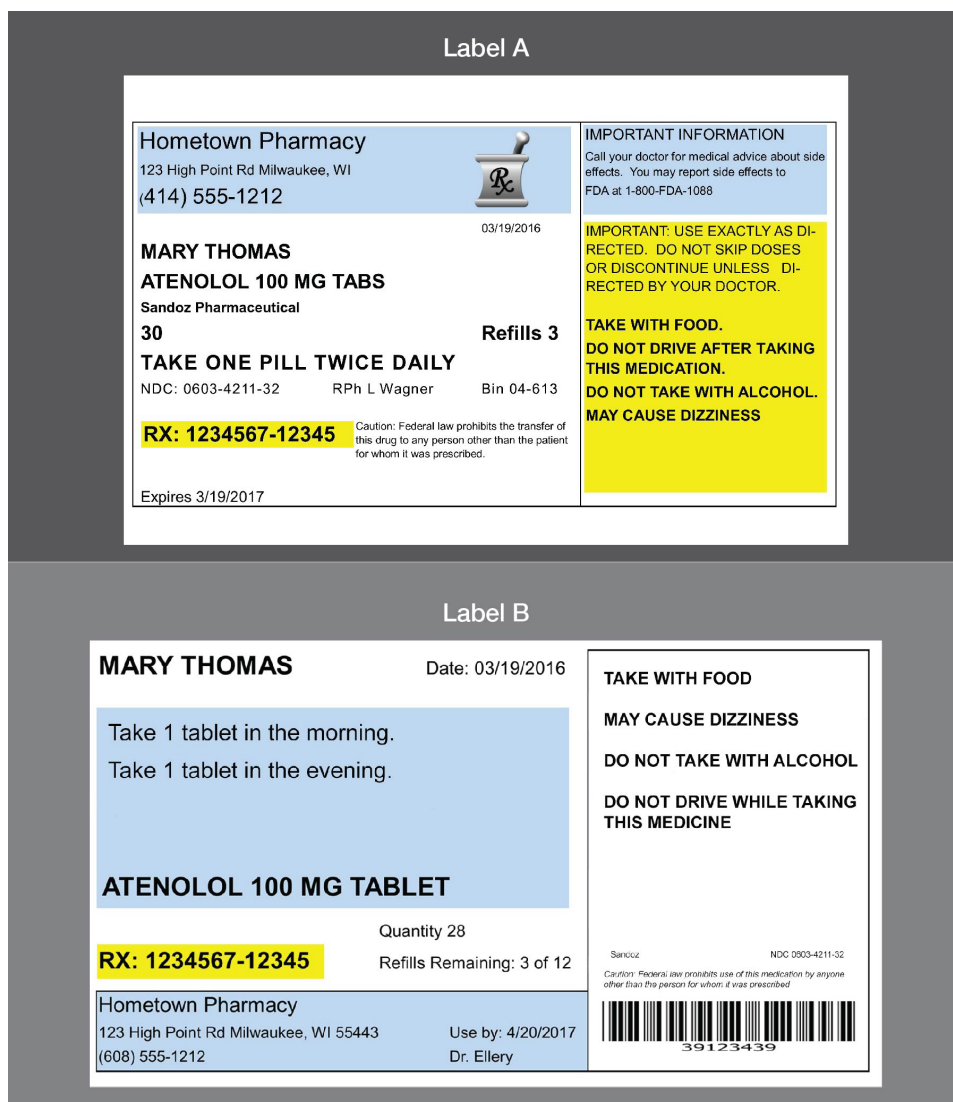 Label A
Hometown Pharmacy
123 High Point Rd Milwaukee, WI
(414) 555-1212
Rx
03/19/2016
MARY THOMAS
ATENOLOL 100 MG TABS
Sandoz Pharmaceutical
30 Refills 3
TAKE ONE PILL TWICE DAILY
NDC: 0603-4211-32 RPh L Wagner Bin 04-613
RX: 1234567-12345
Caution: Federal law prohibits the transfer of
this drug to any person other than the patient
for whom it was prescribed.
Expires 3/19/2017
IMPORTANT INFORMATION
Call your doctor for medical advice about side
effects. You may report side effects to
FDA at 1-800-FDA-1088
IMPORTANT: USE EXACTLY AS DI-
RECTED. DO NOT SKIP DOSES
OR DISCONTINUE UNLESS DI-
RECTED BY YOUR DOCTOR.
TAKE WITH FOOD.
DO NOT DRIVE AFTER TAKING
THIS MEDICATION.
DO NOT TAKE WITH ALCOHOL.
MAY CAUSE DIZZINESS
Label B
MARY THOMAS Date: 03/19/2016
Take 1 tablet in the morning.
Take 1 tablet in the evening.
ATENOLOL 100 MG TABLET
Quantity 28
RX: 1234567-12345 Refills Remaining: 3 of 12
Hometown Pharmacy
123 High Point Rd Milwaukee, WI 55443 Use by: 4/20/2017
(608) 555-1212 Dr. Ellery
TAKE WITH FOOD
MAY CAUSE DIZZINESS
DO NOT TAKE WITH ALCOHOL
DO NOT DRIVE WHILE TAKING
THIS MEDICINE
Sandoz NDC 0603-4211-32
Caution: Federal law prohibits use of this medication by anyone
other than the person for whom it was prescribed
39123439